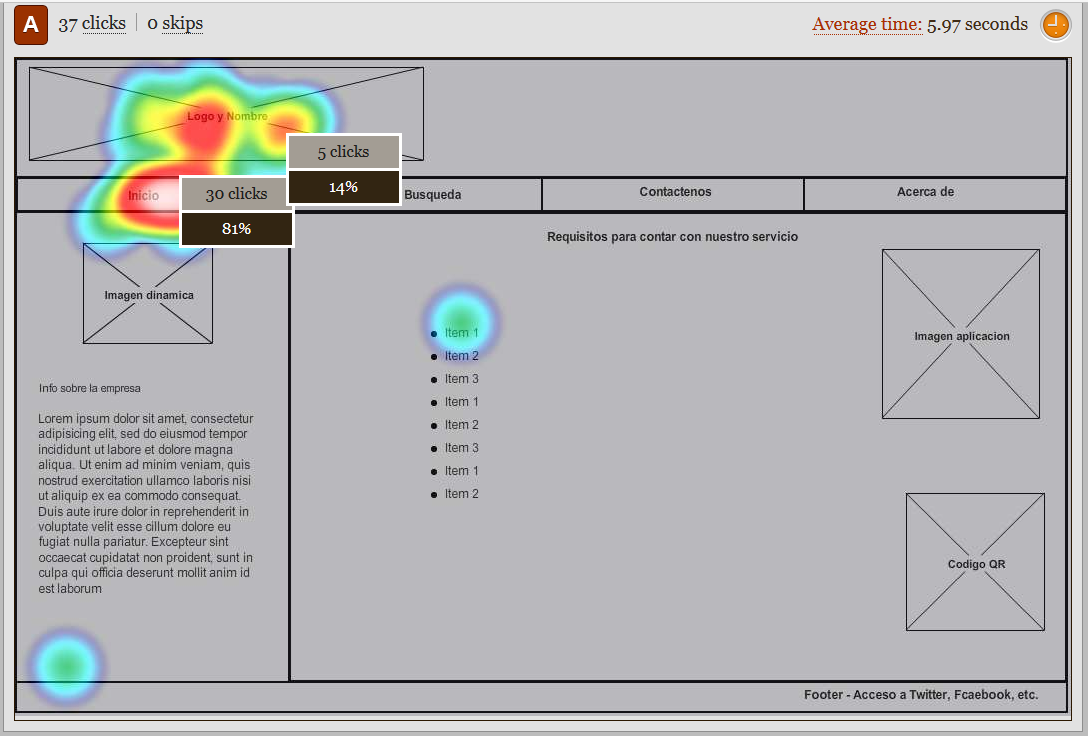 A 37 clicks 0 skips Average time: 5.97 seconds
Logo y Nombre
5 clicks
14%
Inicio 30 clicks Busqueda Contactenos Acerca de
81%
Requisitos para contar con nuestro servicio
Imagen dinamica
Item 1
Imagen aplicacion
Item 2
Item 3
Item 1
Item 2
Item 3
Item 1
Item 2
Info sobre la empresa
Lorem ipsum dolor sit amet, consectetur
adipisicing elit, sed do eiusmod tempor
incididunt ut labore et dolore magna
aliqua. Ut enim ad minim veniam, quis
nostrud exercitation ullamco laboris nisi
ut aliquip ex ea commodo consequat.
Duis aute irure dolor in reprehenderit in
voluptate velit esse cillum dolore eu
fugiat nulla pariatur. Excepteur sint
occaecat cupidatat non proident, sunt in
culpa qui officia deserunt mollit anim id
est laborum
Codigo QR
Footer - Acceso a Twitter, Fcaebook, etc.